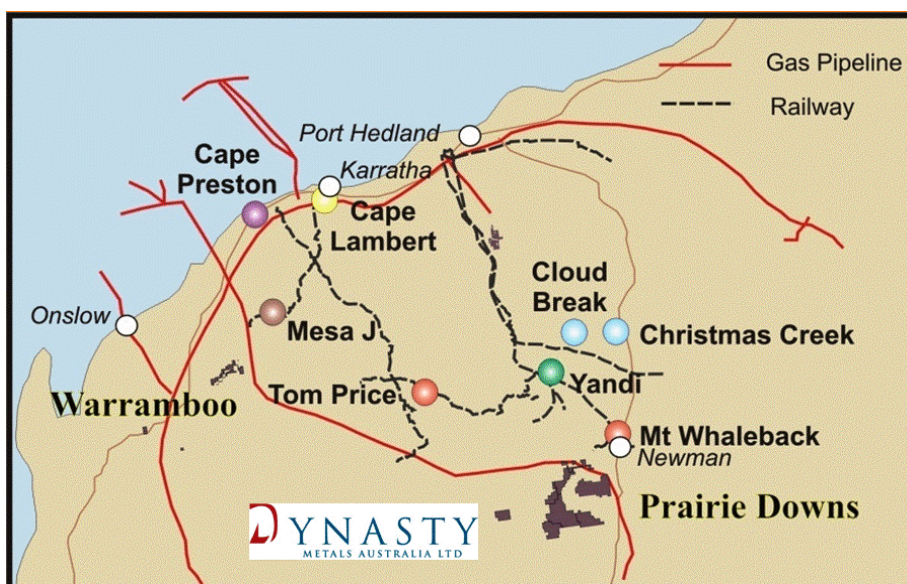 Gas Pipeline
Railway
Port Hedland
Karratha
Cape
Preston
Cape
Lambert
Cloud
Break
Onslow
Mesa J
Christmas Creek
Warramboo
Tom Price
Yandi
Mt Whaleback
Newman
Prairie Downs
DYNASTY
METALS AUSTRALIA LTD